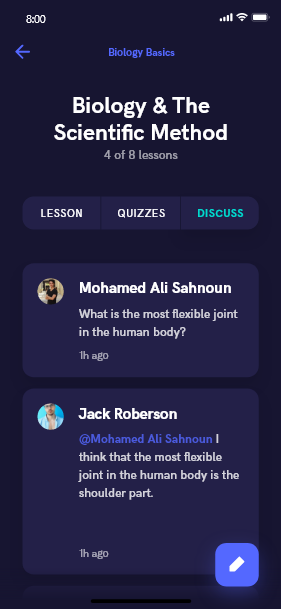 8:00
Biology Basics
Biology & The
Scientific Method
4 of 8 lessons
LESSON
QUIZZES
DISCUSS
Mohamed Ali Sahnoun
What is the most flexible joint
in the human body?
1h ago
Jack Roberson
@Mohamed Ali Sahnoun I
think that the most flexible
joint in the human body is the
shoulder part.
1h ago